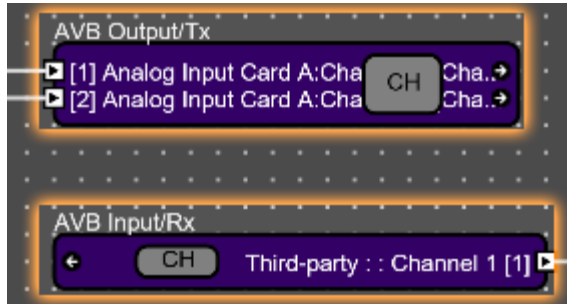 AVB Output/Tx
[1] Analog Input Card A:Cha CH Cha..
[2] Analog Input Card A:Cha Cha..
AVB Input/Rx
CH Third-party : : Channel 1 [1]